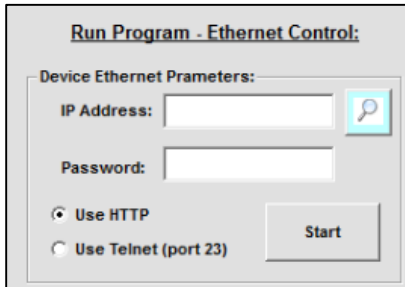 Run Program - Ethernet Control:
Device Ethernet Prameters:
IP Address:
Password:
Use HTTP
Start
Use Telnet (port 23)